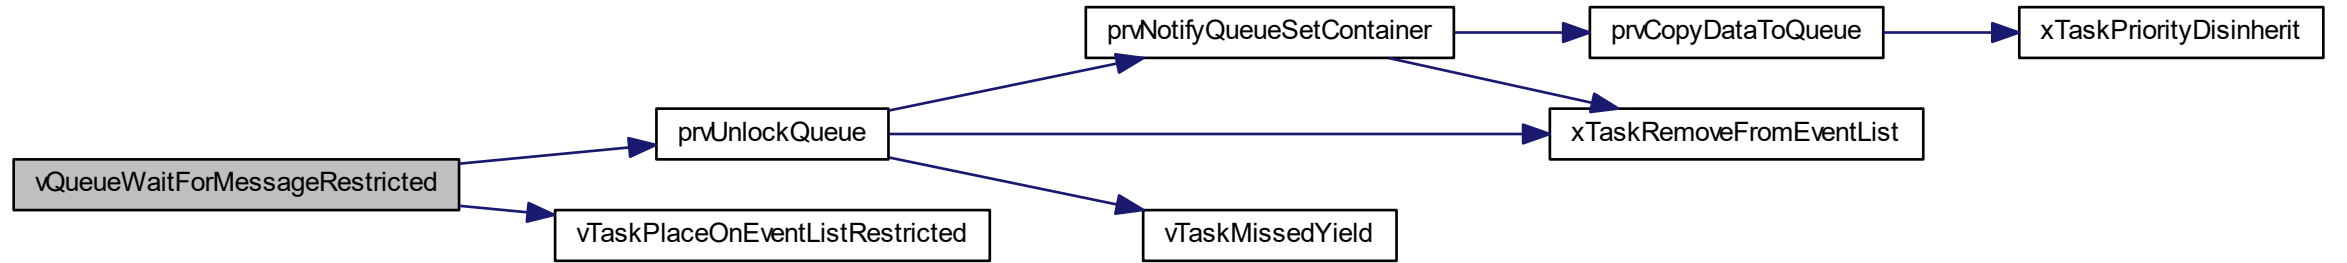 prvNotifyQueueSetContainer
prvCopyDataToQueue
xTaskPriorityDisinherit
prvUnlockQueue
xTaskRemoveFromEventList
vQueueWaitForMessageRestricted
vTaskPlaceOnEventListRestricted
vTaskMissedYield